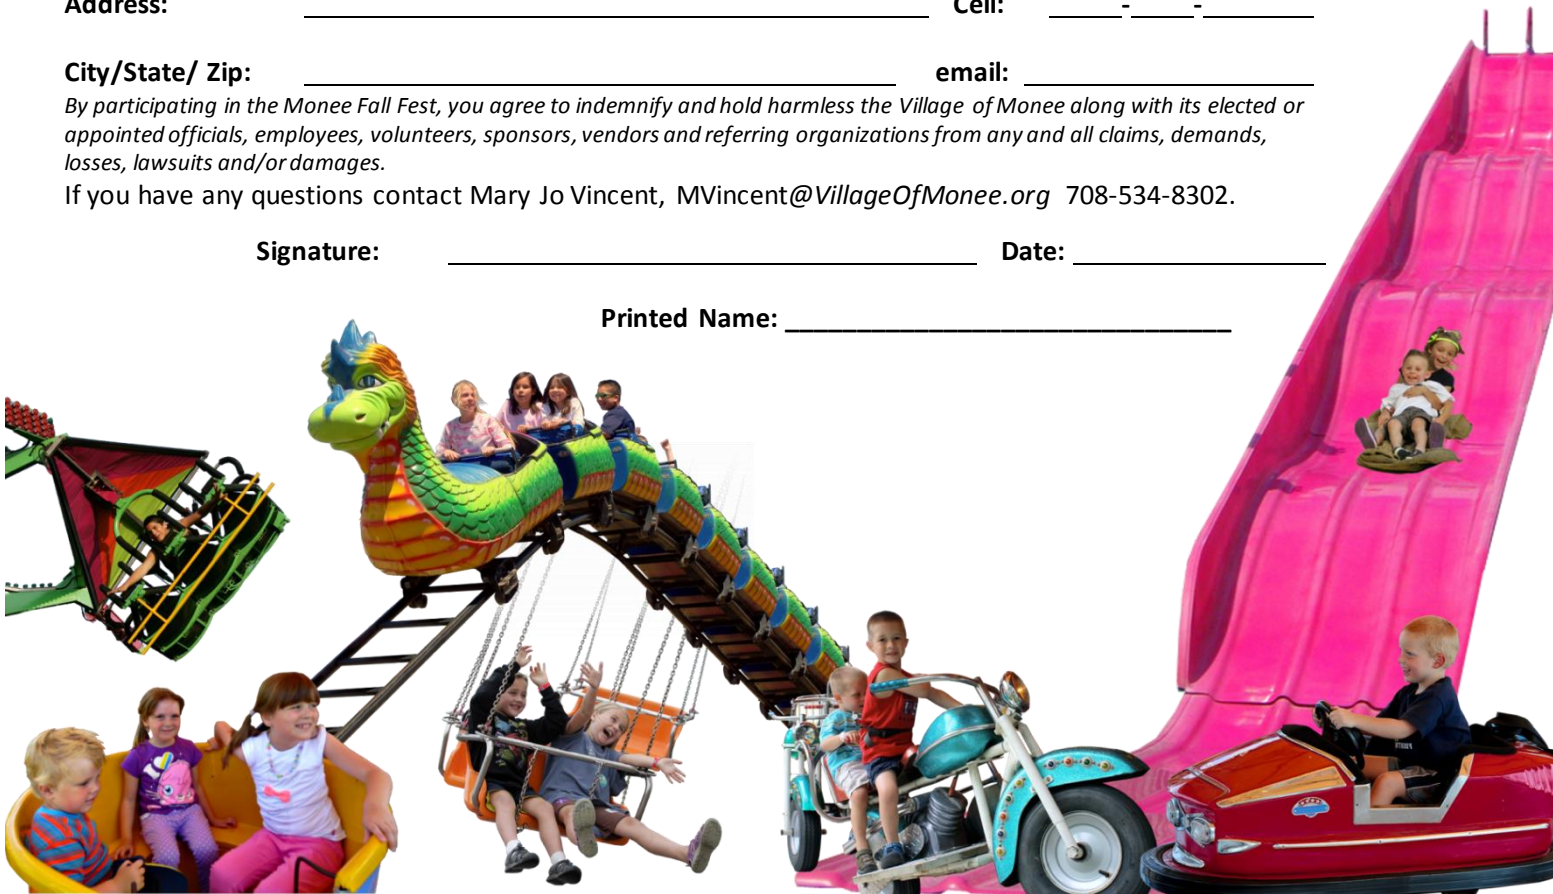 Address: Cell: - -
City/State/ Zip: email:
By participating in the Monee Fall Fest, you agree to indemnify and hold harmless the Village of Monee along with its elected or
appointed officials, employees, volunteers, sponsors, vendors and referring organizations from any and all claims, demands,
losses, lawsuits and/or damages.
If you have any questions contact Mary Jo Vincent, MVincent@VillageOfMonee.org 708-534-8302.
Signature: Date:
Printed Name: _______________________________